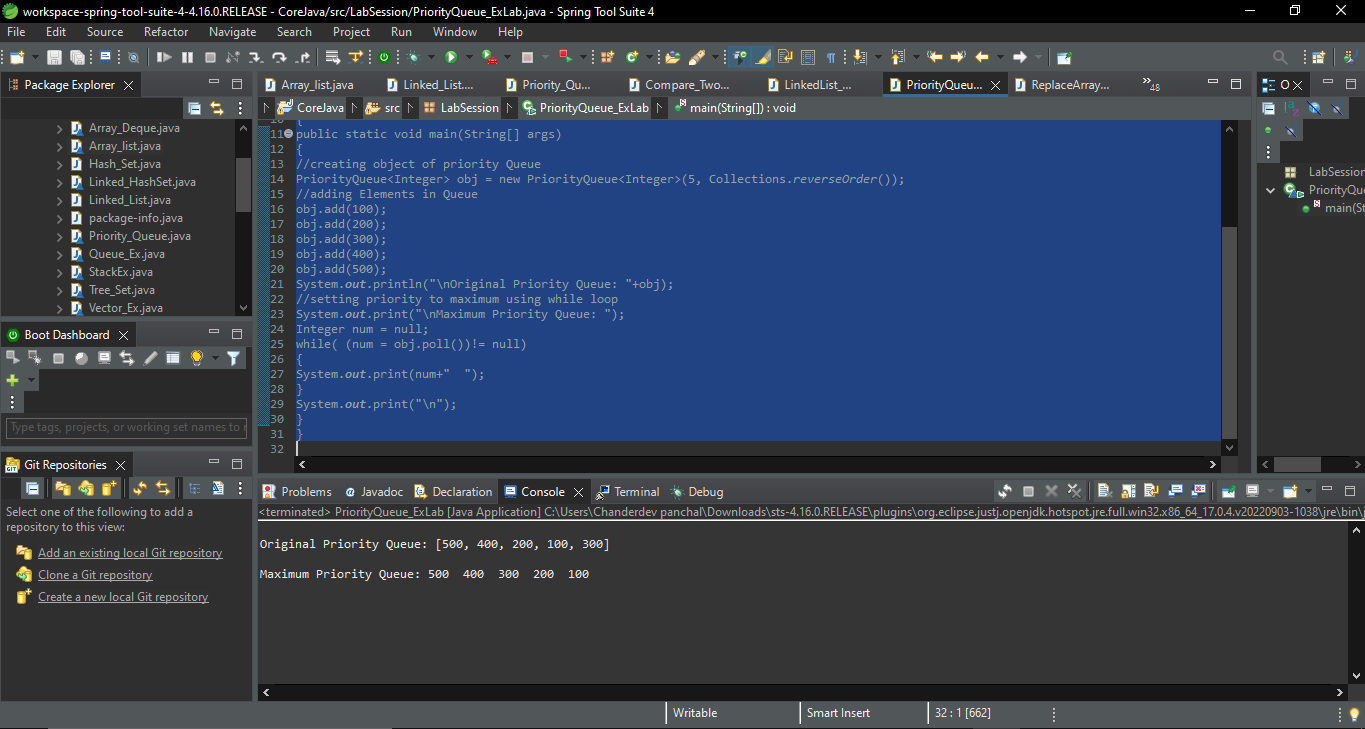 workspace-spring-tool-suite-4-4.16.0.RELEASE - CoreJava/src/LabSession/PriorityQueue_ExLab.java - Spring Tool Suite 4
File Edit Source Refactor Navigate Search Project Run Window Help
Package Explorer
Array_list.java Linked_List.... Priority_Qu... Compare_Two... LinkedList_... PriorityQueu... ReplaceArray... »48
CoreJava src LabSession PriorityQueue_ExLab main(String[]) : void
Array_Deque.java
Array_list.java
Hash_Set.java
Linked_HashSet.java
Linked_List.java
package-info.java
Priority_Queue.java
Queue_Ex.java
StackEx.java
Tree_Set.java
Vector_Ex.java
10 {
11 public static void main(String[] args)
12 {
13 //creating object of priority Queue
14 PriorityQueue<Integer> obj = new PriorityQueue<Integer>(5, Collections.reverseOrder());
15 //adding Elements in Queue
16 obj.add(100);
17 obj.add(200);
18 obj.add(300);
19 obj.add(400);
20 obj.add(500);
21 System.out.println("\nOriginal Priority Queue: "+obj);
22 //setting priority to maximum using while loop
23 System.out.print("\nMaximum Priority Queue: ");
24 Integer num = null;
25 while( (num = obj.poll())!= null)
26 {
27 System.out.print(num+"  ");
28 }
29 System.out.print("\n");
30 }
31 }
32
O
LabSession
PriorityQu
main(St
Boot Dashboard
Type tags, projects, or working set names to
Git Repositories
Select one of the following to add a
repository to this view:
Add an existing local Git repository
Clone a Git repository
Create a new local Git repository
Problems Javadoc Declaration Console Terminal Debug
<terminated> PriorityQueue_ExLab [Java Application] C:\Users\Chanderdev panchal\Downloads\sts-4.16.0.RELEASE\plugins\org.eclipse.justj.openjdk.hotspot.jre.full.win32.x86_64_17.0.4.v20220903-1038\jre\bin\
Original Priority Queue: [500, 400, 200, 100, 300]
Maximum Priority Queue: 500  400  300  200  100
Writable Smart Insert 32 : 1 [662]